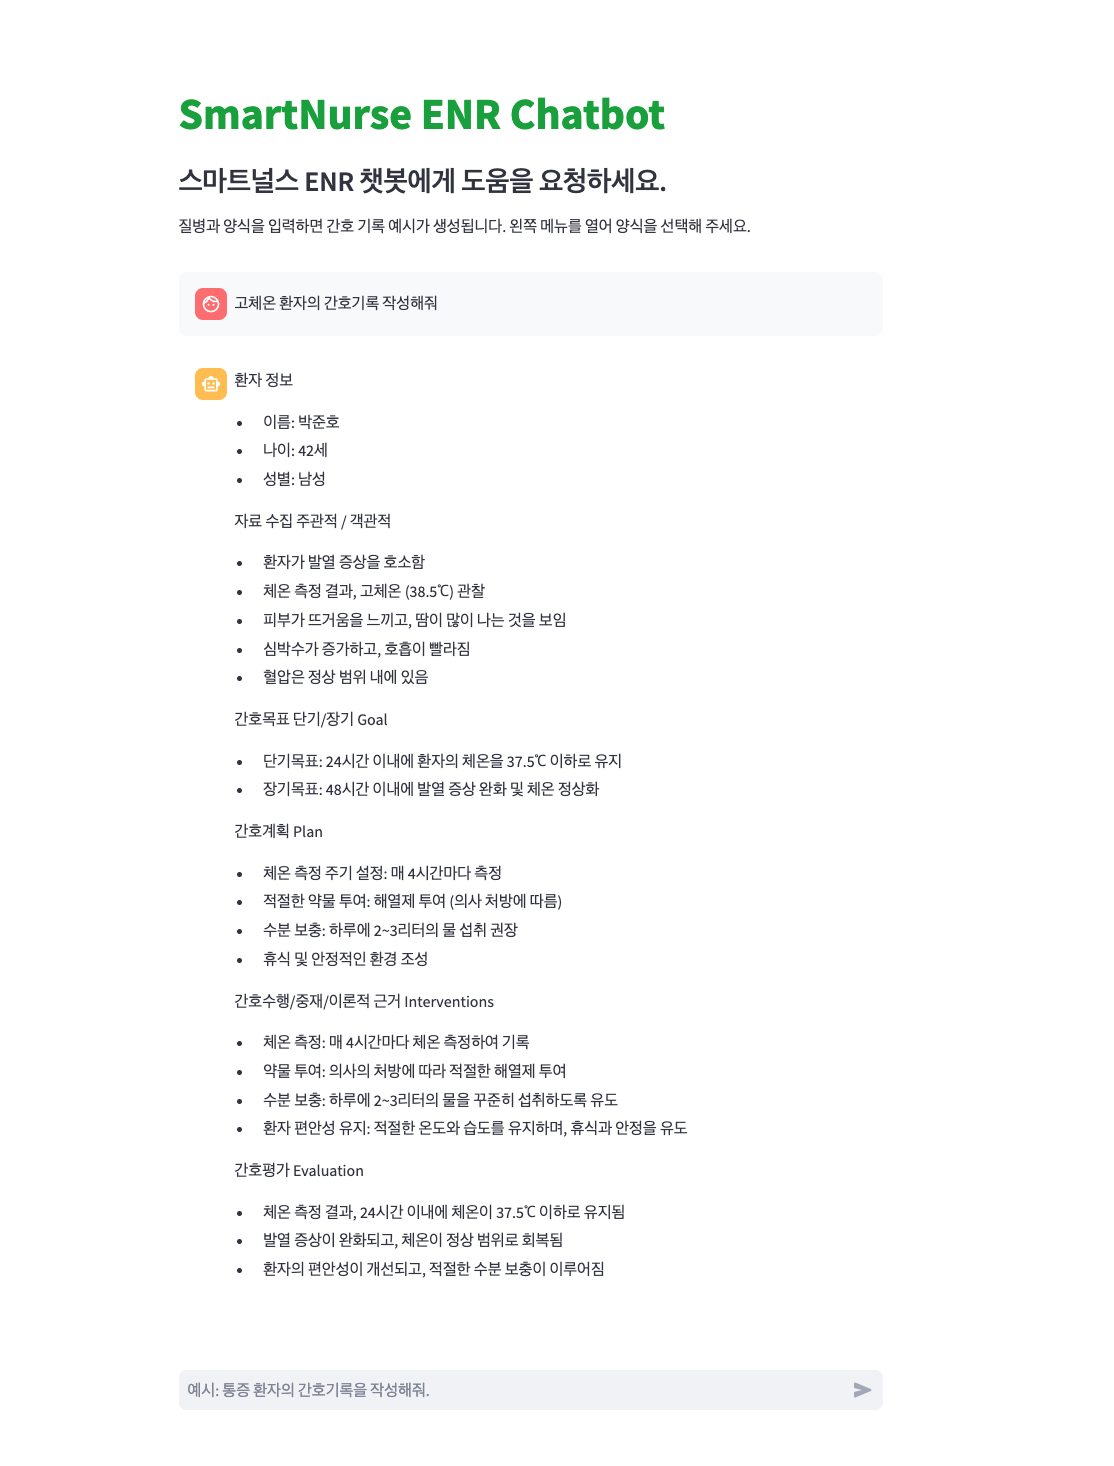 SmartNurse ENR Chatbot
스마트널스 ENR 챗봇에게 도움을 요청하세요.
질병과 양식을 입력하면 간호 기록 예시가 생성됩니다. 왼쪽 메뉴를 열어 양식을 선택해 주세요.
고체온 환자의 간호기록 작성해줘
환자 정보
• 이름: 박준호
• 나이: 42세
• 성별: 남성
자료 수집 주관적 / 객관적
• 환자가 발열 증상을 호소함
• 체온 측정 결과, 고체온 (38.5℃) 관찰
• 피부가 뜨거움을 느끼고, 땀이 많이 나는 것을 보임
• 심박수가 증가하고, 호흡이 빨라짐
• 혈압은 정상 범위 내에 있음
간호목표 단기/장기 Goal
• 단기목표: 24시간 이내에 환자의 체온을 37.5℃ 이하로 유지
• 장기목표: 48시간 이내에 발열 증상 완화 및 체온 정상화
간호계획 Plan
• 체온 측정 주기 설정: 매 4시간마다 측정
• 적절한 약물 투여: 해열제 투여 (의사 처방에 따름)
• 수분 보충: 하루에 2~3리터의 물 섭취 권장
• 휴식 및 안정적인 환경 조성
간호수행/중재/이론적 근거 Interventions
• 체온 측정: 매 4시간마다 체온 측정하여 기록
• 약물 투여: 의사의 처방에 따라 적절한 해열제 투여
• 수분 보충: 하루에 2~3리터의 물을 꾸준히 섭취하도록 유도
• 환자 편안성 유지: 적절한 온도와 습도를 유지하며, 휴식과 안정을 유도
간호평가 Evaluation
• 체온 측정 결과, 24시간 이내에 체온이 37.5℃ 이하로 유지됨
• 발열 증상이 완화되고, 체온이 정상 범위로 회복됨
• 환자의 편안성이 개선되고, 적절한 수분 보충이 이루어짐
예시: 통증 환자의 간호기록을 작성해줘.